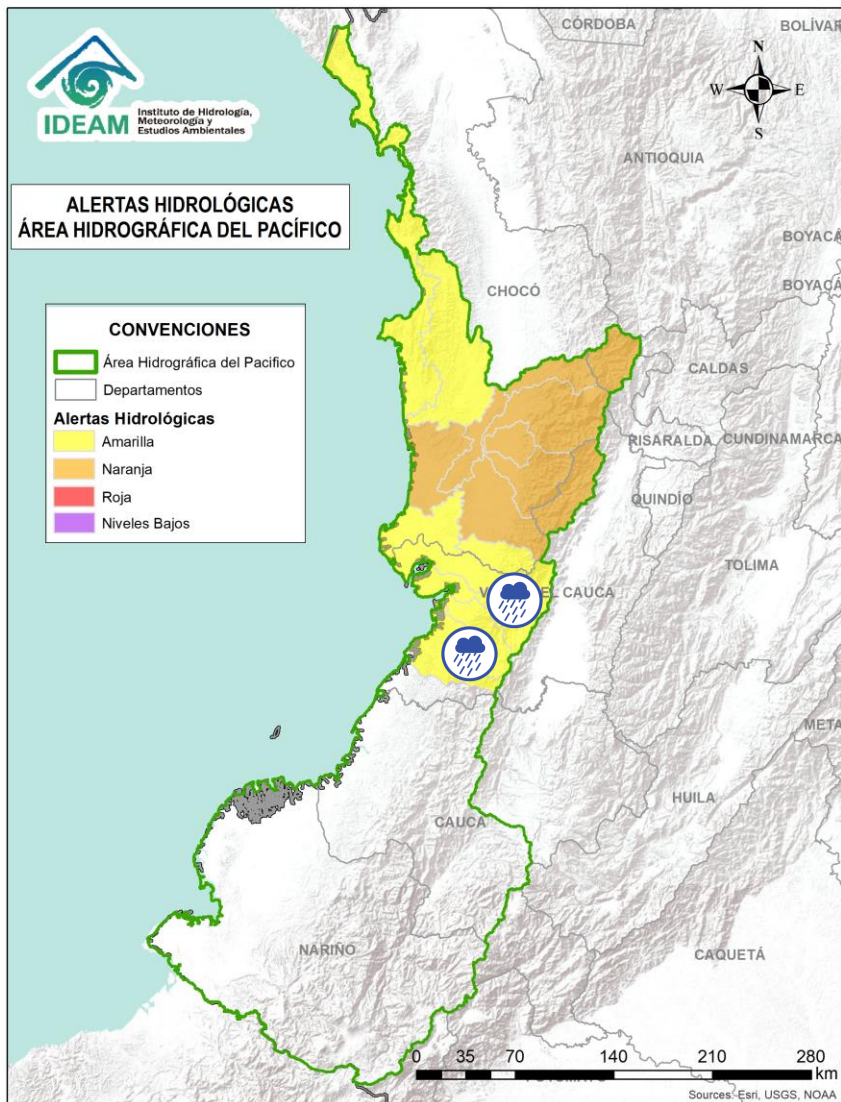 CÓRDOBA
BOLÍVAR
N
W
E
S
IDEAM
Instituto de Hidrología,
Meteorología y
Estudios Ambientales
ANTIOQUIA
ALERTAS HIDROLÓGICAS
ÁREA HIDROGRÁFICA DEL PACÍFICO
BOYACÁ
BOYACÁ
CHOCÓ
CONVENCIONES
Área Hidrográfica del Pacifico
Departamentos
Alertas Hidrológicas
Amarilla
Naranja
Roja
Niveles Bajos
CALDAS
RISARALDA
CUNDINAMARCA
QUINDÍO
TOLIMA
EL CAUCA
META
HUILA
CAUCA
NARIÑO
CAQUETÁ
0 35 70 140 210 280
km
Sources: Esri, USGS, NOAA